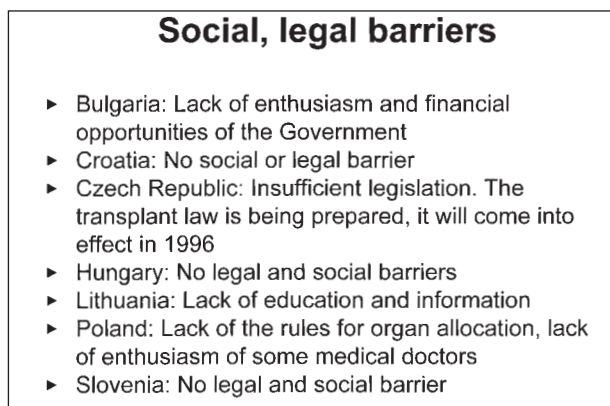 Social, legal barriers
► Bulgaria: Lack of enthusiasm and financial
opportunities of the Government
► Croatia: No social or legal barrier
► Czech Republic: Insufficient legislation. The
transplant law is being prepared, it will come into
effect in 1996
► Hungary: No legal and social barriers
► Lithuania: Lack of education and information
► Poland: Lack of the rules for organ allocation, lack
of enthusiasm of some medical doctors
► Slovenia: No legal and social barrier